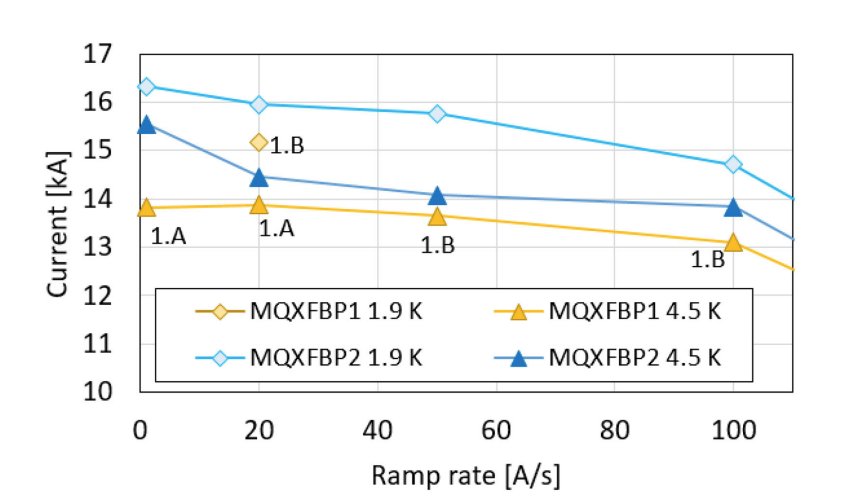 17
16
15
14
13
12
11
10
Current [kA]
1.B
1.A
1.A
1.B
1.B
MQXFBP1 1.9 K
MQXFBP1 4.5 K
MQXFBP2 1.9 K
MQXFBP2 4.5 K
0 20 40 60 80 100
Ramp rate [A/s]